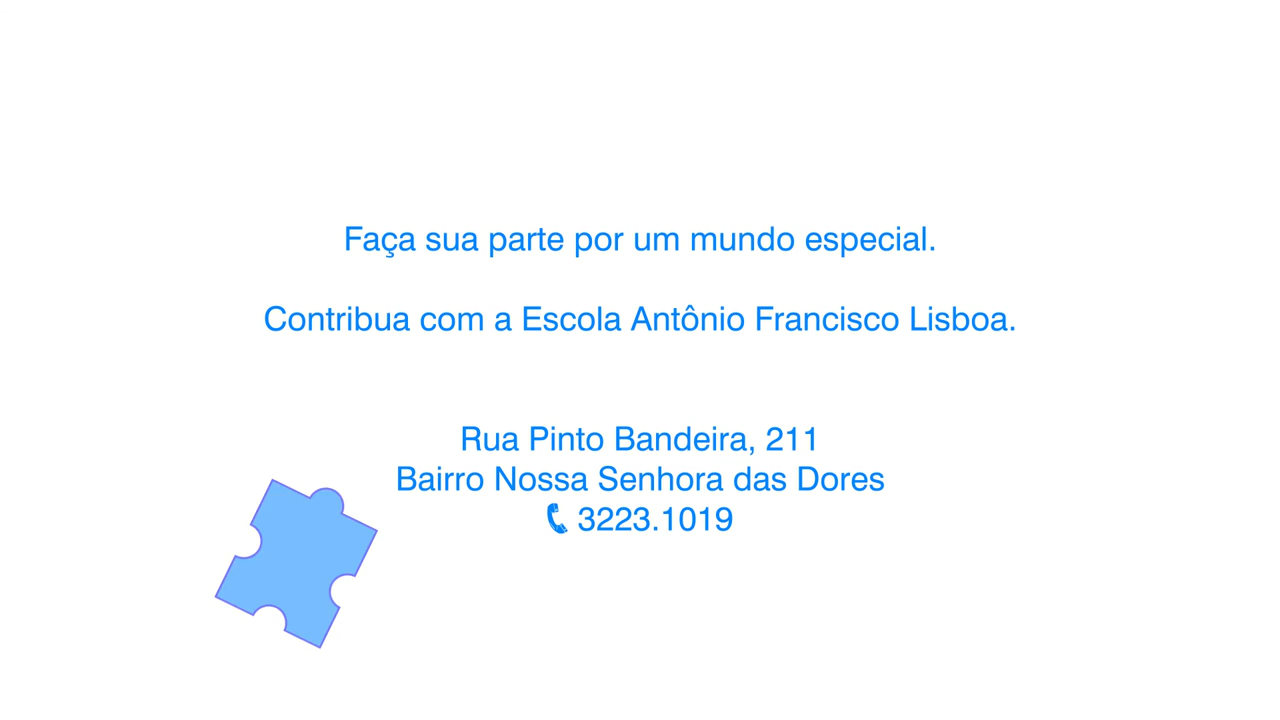 Faça sua parte por um mundo especial.
Contribua com a Escola Antônio Francisco Lisboa.
Rua Pinto Bandeira, 211
Bairro Nossa Senhora das Dores
3223.1019